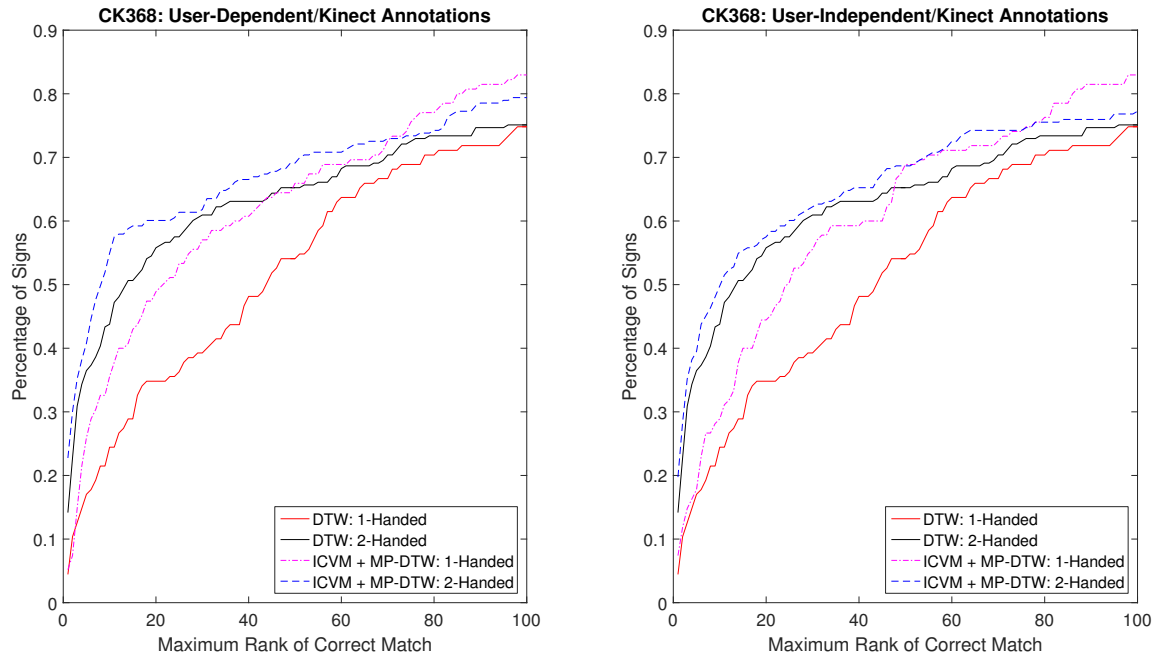 CK368: User-Dependent/Kinect Annotations
0.9
0.8
0.7
0.6
0.5
0.4
0.3
0.2
0.1
0
Percentage of Signs
0 20 40 60 80 100
Maximum Rank of Correct Match
DTW: 1-Handed
DTW: 2-Handed
ICVM + MP-DTW: 1-Handed
ICVM + MP-DTW: 2-Handed
CK368: User-Independent/Kinect Annotations
0.9
0.8
0.7
0.6
0.5
0.4
0.3
0.2
0.1
0
Percentage of Signs
0 20 40 60 80 100
Maximum Rank of Correct Match
DTW: 1-Handed
DTW: 2-Handed
ICVM + MP-DTW: 1-Handed
ICVM + MP-DTW: 2-Handed